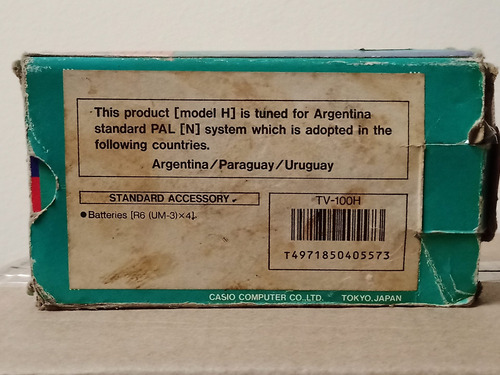 This product [model H] is tuned for Argentina
standard PAL [N] system which is adopted in the
following countries.
Argentina/Paraguay/Uruguay
STANDARD ACCESSORY
●Batteries [R6 (UM-3)×4].
TV-100H
T4971850405573
CASIO COMPUTER CO., LTD. TOKYO, JAPAN